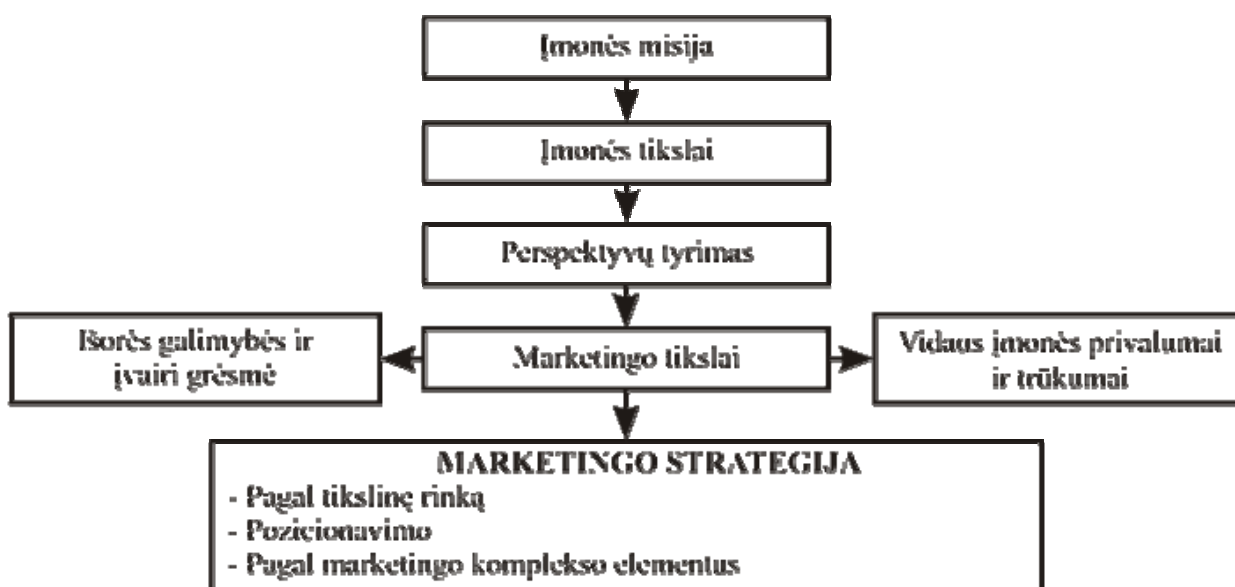 Įmonės misija
Įmonės tikslai
Perspektyvų tyrimas
Išorės galimybės ir
įvairi grėsmė
Marketingo tikslai
Vidaus įmonės privalumai
ir trūkumai
MARKETINGO STRATEGIJA
- Pagal tikslinę rinką
- Pozicionavimo
- Pagal marketingo komplekso elementus